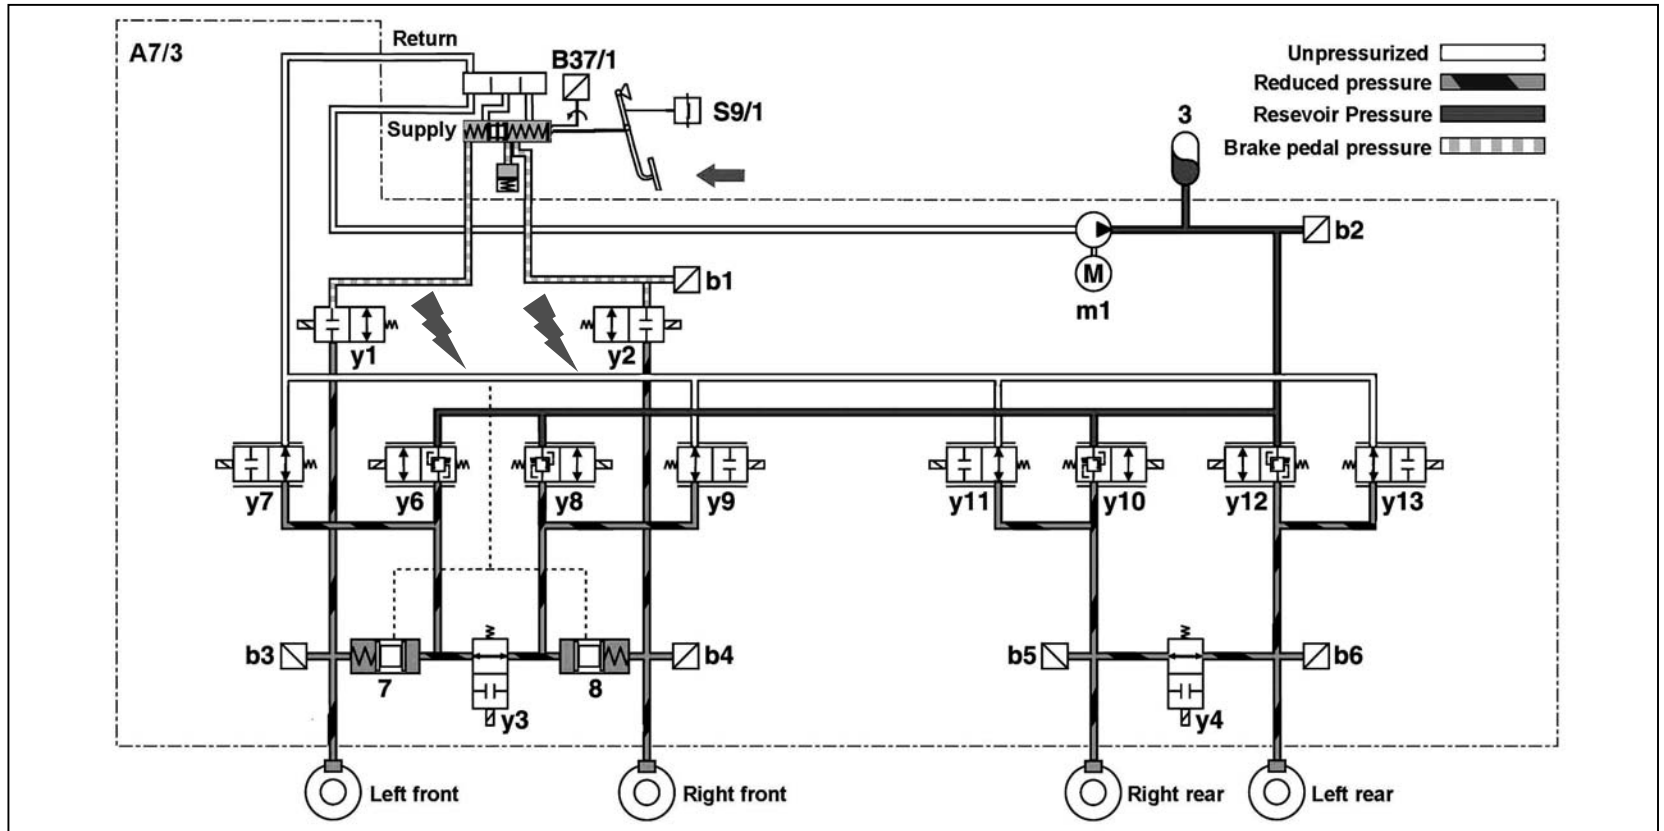 A7/3
Return
B37/1
S9/1
Supply
3
Unpressurized
Reduced pressure
Resevoir Pressure
Brake pedal pressure
b2
b1
M
m1
y1
y2
y7
y6
y8
y9
y11
y10
y12
y13
b3
7
y3
8
b4
b5
y4
b6
Left front
Right front
Right rear
Left rear